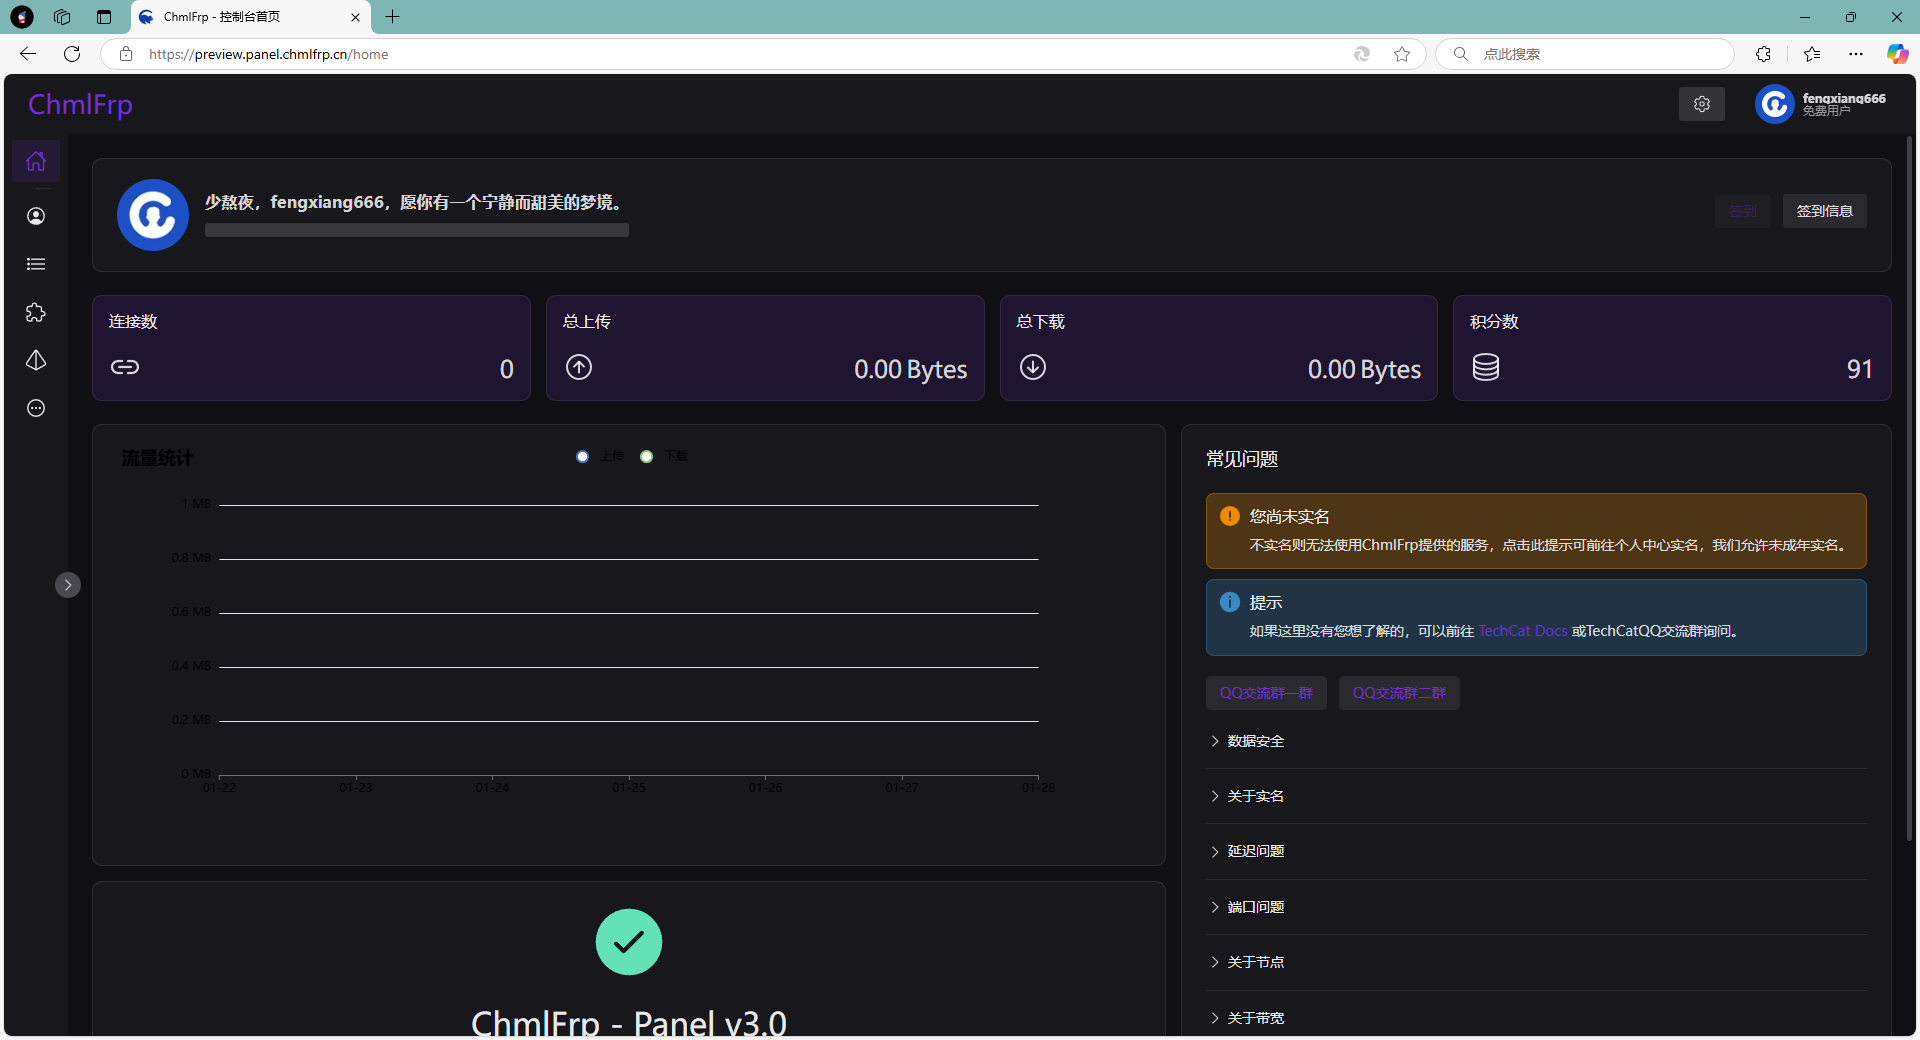 ChmlFrp - 控制台首页
https://preview.panel.chmlfrp.cn/home
点此搜索
ChmlFrp
fengxiang666
免费用户
少熬夜，fengxiang666，愿你有一个宁静而甜美的梦境。
签到
签到信息
连接数
0
总上传
0.00 Bytes
总下载
0.00 Bytes
积分数
91
流量统计
上传
下载
1 MB
0.8 MB
0.6 MB
0.4 MB
0.2 MB
0 MB
01-22
01-23
01-24
01-25
01-26
01-27
01-28
ChmlFrp - Panel v3.0
常见问题
您尚未实名
不实名则无法使用ChmlFrp提供的服务，点击此提示可前往个人中心实名，我们允许未成年实名。
提示
如果这里没有您想了解的，可以前往 TechCat Docs 或TechCatQQ交流群询问。
QQ交流群一群
QQ交流群二群
数据安全
关于实名
延迟问题
端口问题
关于节点
关于带宽